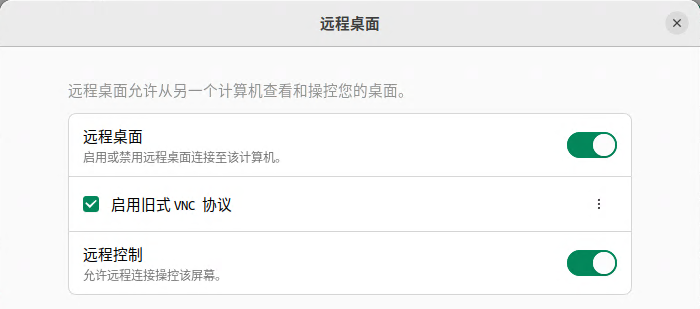 远程桌面
远程桌面允许从另一个计算机查看和操控您的桌面。
远程桌面
启用或禁用远程桌面连接至该计算机。
启用旧式 VNC 协议
远程控制
允许远程连接操控该屏幕。